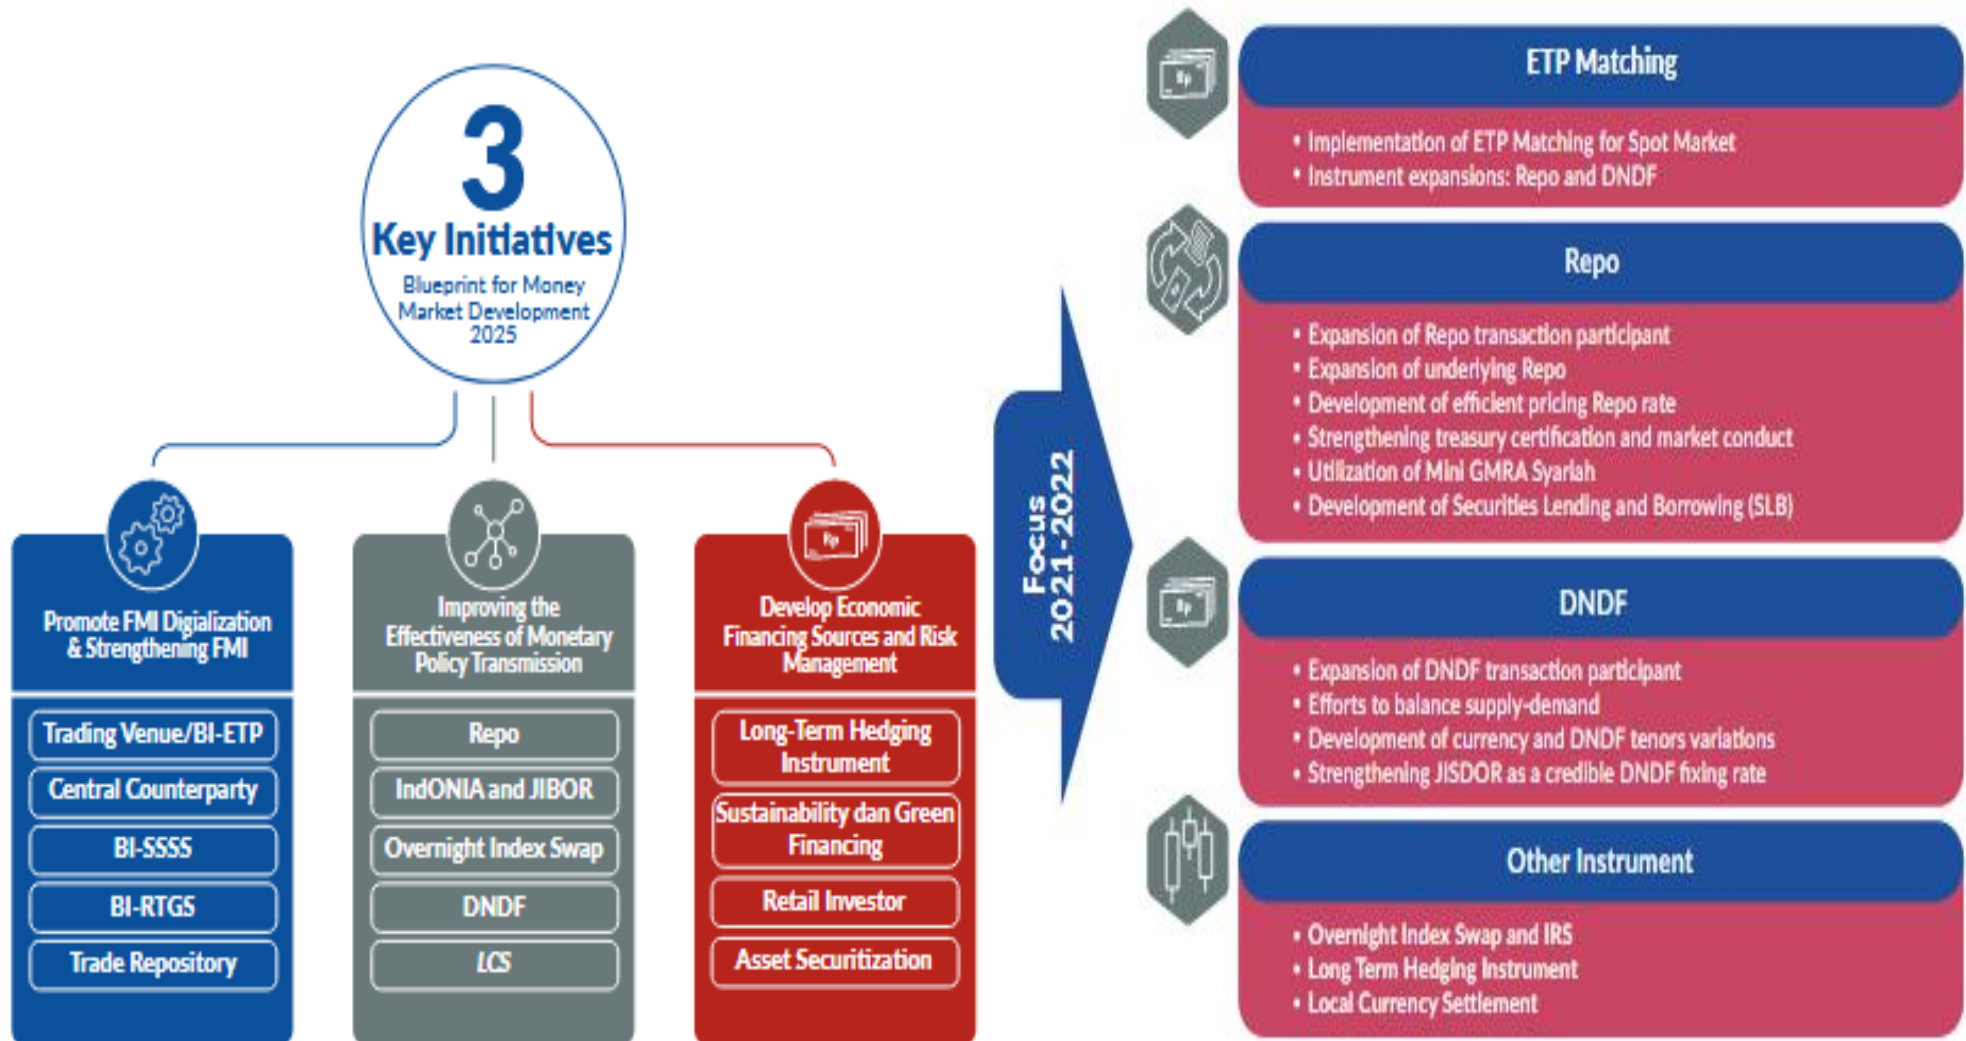 3
Key Initiatives
Blueprint for Money
Market Development
2025
Promote FMI Digialization
& Strengthening FMI
Trading Venue/BI-ETP
Central Counterparty
BI-SSSS
BI-RTGS
Trade Repository
Improving the
Effectiveness of Monetary
Policy Transmission
Repo
IndONIA and JIBOR
Overnight Index Swap
DNDF
LCS
Rp
Develop Economic
Financing Sources and Risk
Management
Long-Term Hedging
Instrument
Sustainability dan Green
Financing
Retail Investor
Asset Securitization
Focus
2021-2022
Rp
ETP Matching
• Implementation of ETP Matching for Spot Market
• Instrument expansions: Repo and DNDF
Repo
• Expansion of Repo transaction participant
• Expansion of underlying Repo
• Development of efficient pricing Repo rate
• Strengthening treasury certification and market conduct
• Utilization of Mini GMRA Syariah
• Development of Securities Lending and Borrowing (SLB)
Rp
DNDF
• Expansion of DNDF transaction participant
• Efforts to balance supply-demand
• Development of currency and DNDF tenors variations
• Strengthening JISDOR as a credible DNDF fixing rate
Other Instrument
• Overnight Index Swap and IRS
• Long Term Hedging Instrument
• Local Currency Settlement